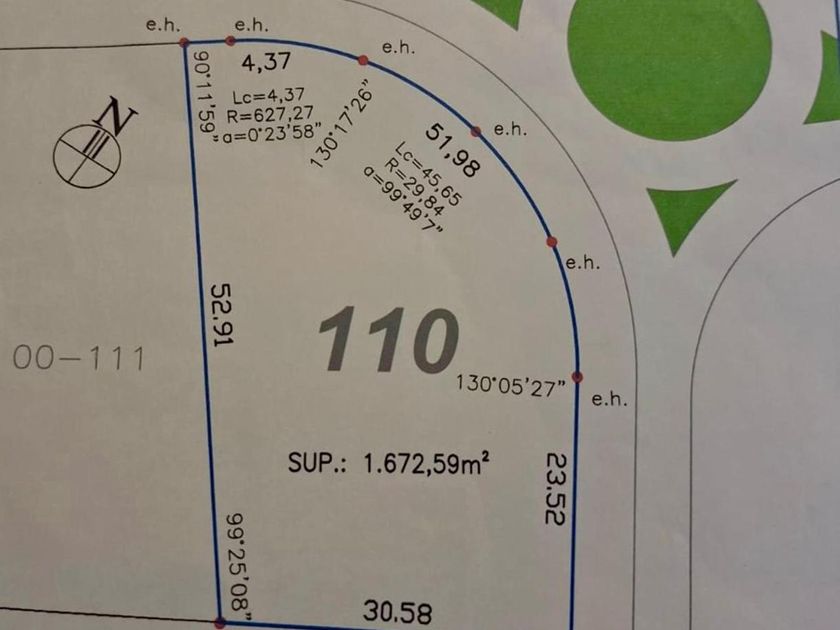 e.h.
e.h.
e.h.
4,37
90°11'59"
Lc=4,37
R=627,27
a=0°23'58"
130°17'26"
51,98
e.h.
Lc=45,65
R=29,84
a=99°49'7"
N
e.h.
52.91
110
00-111
130°05'27"
e.h.
SUP.: 1.672,59m²
23.52
99°25'08"
30.58